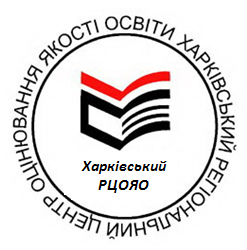 ХАРКІВСЬКИЙ РЕГІОНАЛЬНИЙ ЦЕНТР ОЦІНЮВАННЯ ЯКОСТІ ОСВІТИ
Харківський
РЦОЯО